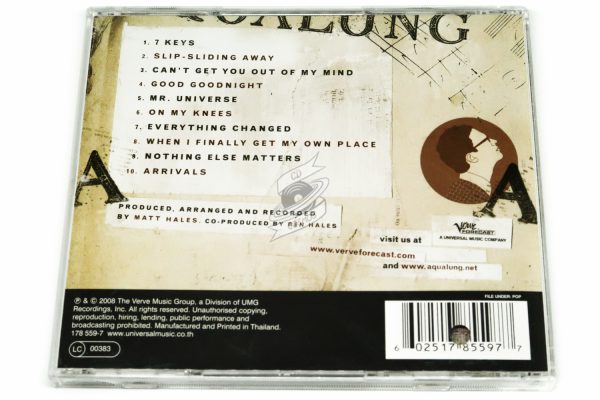 AQUALUNG
1. 7 KEYS
2. SLIP-SLIDING AWAY
3. CAN'T GET YOU OUT OF MY MIND
4. GOOD GOODNIGHT
5. MR. UNIVERSE
6. ON MY KNEES
7. EVERYTHING CHANGED
8. WHEN I FINALLY GET MY OWN PLACE
9. NOTHING ELSE MATTERS
10. ARRIVALS
A
A
CD
PRODUCED, ARRANGED AND RECORDED
BY MATT HALES. CO-PRODUCED BY BEN HALES
visit us at
www.verveforecast.com
and www.aqualung.net
VERVE
FORECAST
A UNIVERSAL MUSIC COMPANY
FILE UNDER: POP
℗ & © 2008 The Verve Music Group, a Division of UMG
Recordings, Inc. All rights reserved. Unauthorised copying,
reproduction, hiring, lending, public performance and
broadcasting prohibited. Manufactured and Printed in Thailand.
178 559-7 www.universalmusic.co.th
LC 00383
6 02517 85597 7